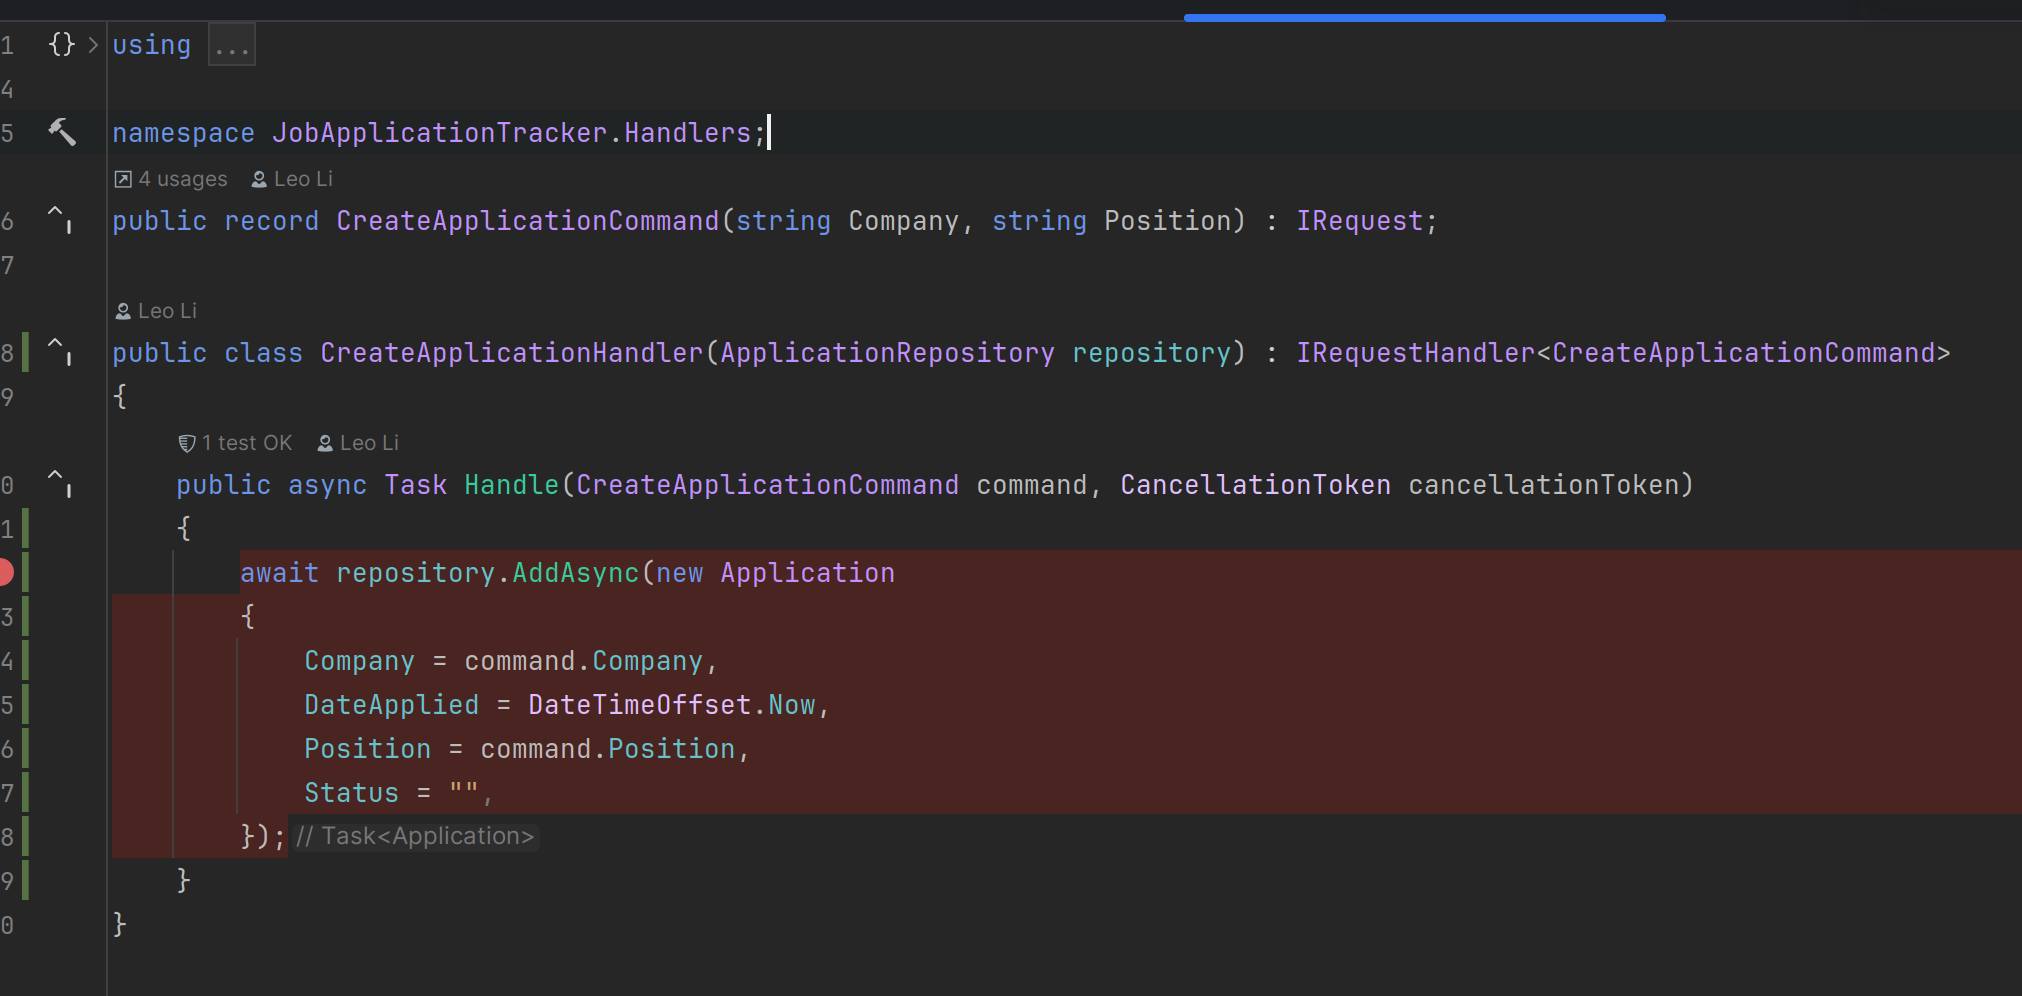 1 {} > using ...
4
5 namespace JobApplicationTracker.Handlers;
4 usages Leo Li
6 public record CreateApplicationCommand(string Company, string Position) : IRequest;
7
Leo Li
8 public class CreateApplicationHandler(ApplicationRepository repository) : IRequestHandler<CreateApplicationCommand>
9 {
1 test OK Leo Li
0 public async Task Handle(CreateApplicationCommand command, CancellationToken cancellationToken)
1 {
await repository.AddAsync(new Application
3 {
4 Company = command.Company,
5 DateApplied = DateTimeOffset.Now,
6 Position = command.Position,
7 Status = "",
8 }); // Task<Application>
9 }
0 }